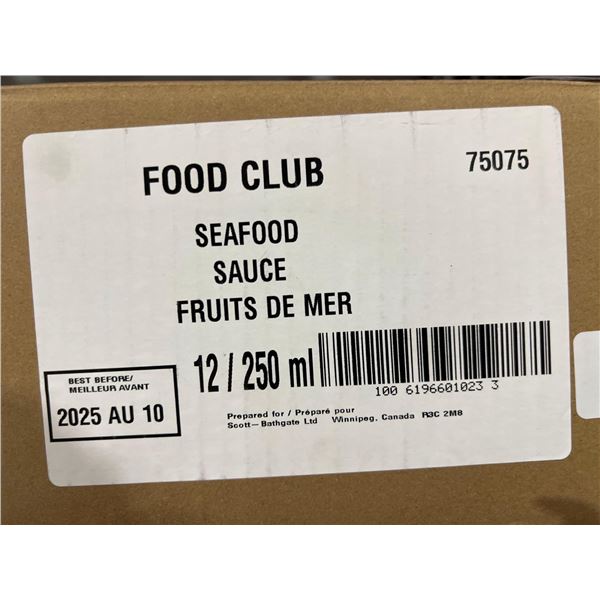 FOOD CLUB
75075
SEAFOOD
SAUCE
FRUITS DE MER
12 / 250 ml
100 6196601023 3
BEST BEFORE/
MEILLEUR AVANT
2025 AU 10
Prepared for / Préparé pour
Scott—Bathgate Ltd Winnipeg, Canada R3C 2M8